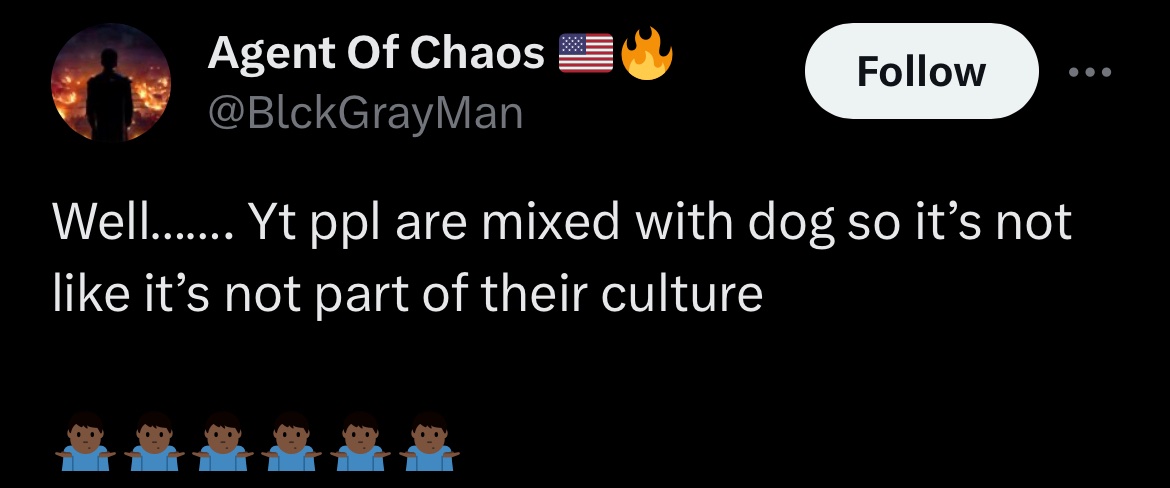 Agent Of Chaos 🇺🇸🔥
@BlckGrayMan
Follow
Well....... Yt ppl are mixed with dog so it’s not
like it’s not part of their culture
🤷🏾‍♂️🤷🏾‍♂️🤷🏾‍♂️🤷🏾‍♂️🤷🏾‍♂️🤷🏾‍♂️